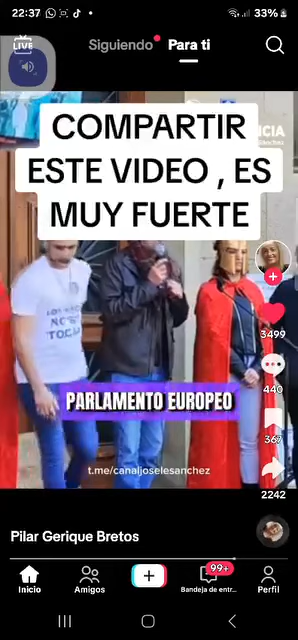 22:37
33%
LIVE
Siguiendo
Para ti
COMPARTIR
ESTE VIDEO , ES
MUY FUERTE
CIA
3499
PARLAMENTO EUROPEO
440
367
t.me/canaljoselesanchez
2242
Pilar Gerique Bretos
99+
Inicio
Amigos
Bandeja de entr...
Perfil